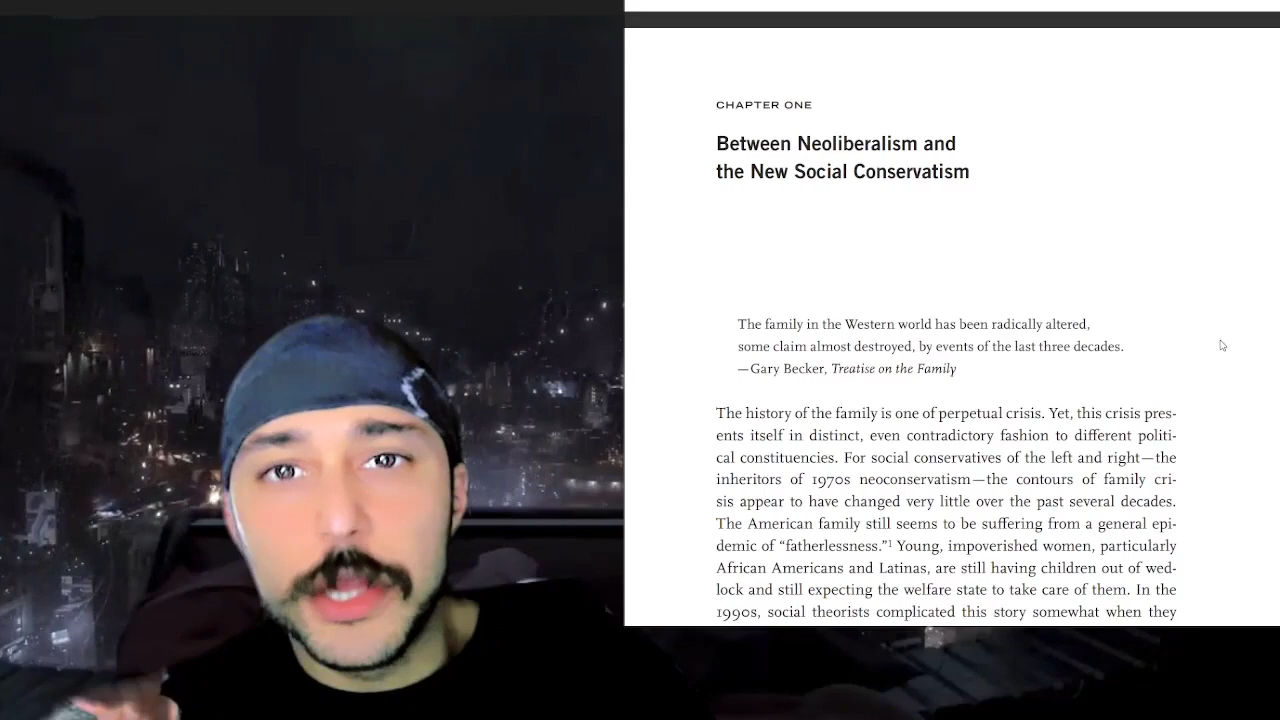 CHAPTER ONE
Between Neoliberalism and
the New Social Conservatism
The family in the Western world has been radically altered,
some claim almost destroyed, by events of the last three decades.
—Gary Becker, Treatise on the Family
The history of the family is one of perpetual crisis. Yet, this crisis pres-
ents itself in distinct, even contradictory fashion to different politi-
cal constituencies. For social conservatives of the left and right—the
inheritors of 1970s neoconservatism—the contours of family cri-
sis appear to have changed very little over the past several decades.
The American family still seems to be suffering from a general epi-
demic of “fatherlessness.”1 Young, impoverished women, particularly
African Americans and Latinas, are still having children out of wed-
lock and still expecting the welfare state to take care of them. In the
1990s, social theorists complicated this story somewhat when they